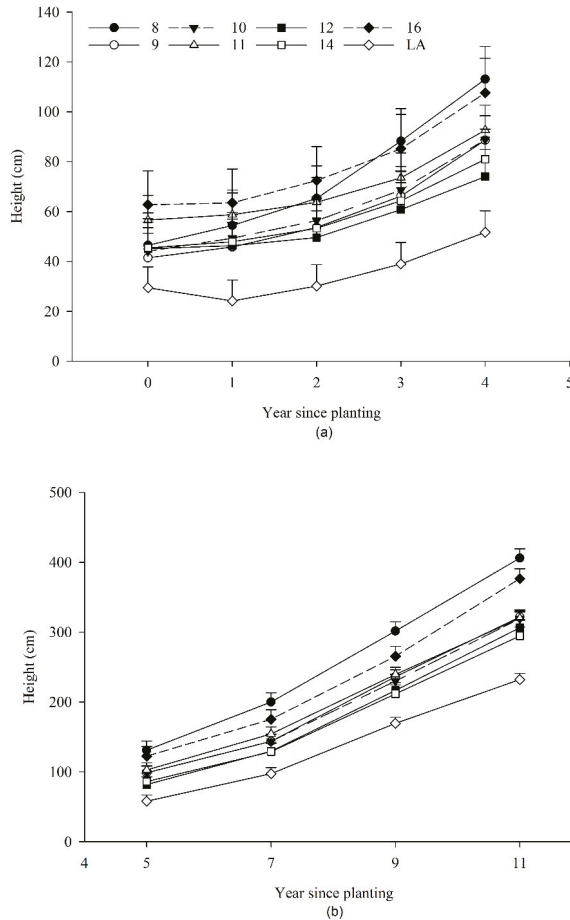 140
8 10 12 16
9 11 14 LA
120
100
80
60
40
20
0
Height (cm)
0 1 2 3 4 5
Year since planting
(a)
500
400
300
200
100
0
Height (cm)
4 5 7 9 11
Year since planting
(b)